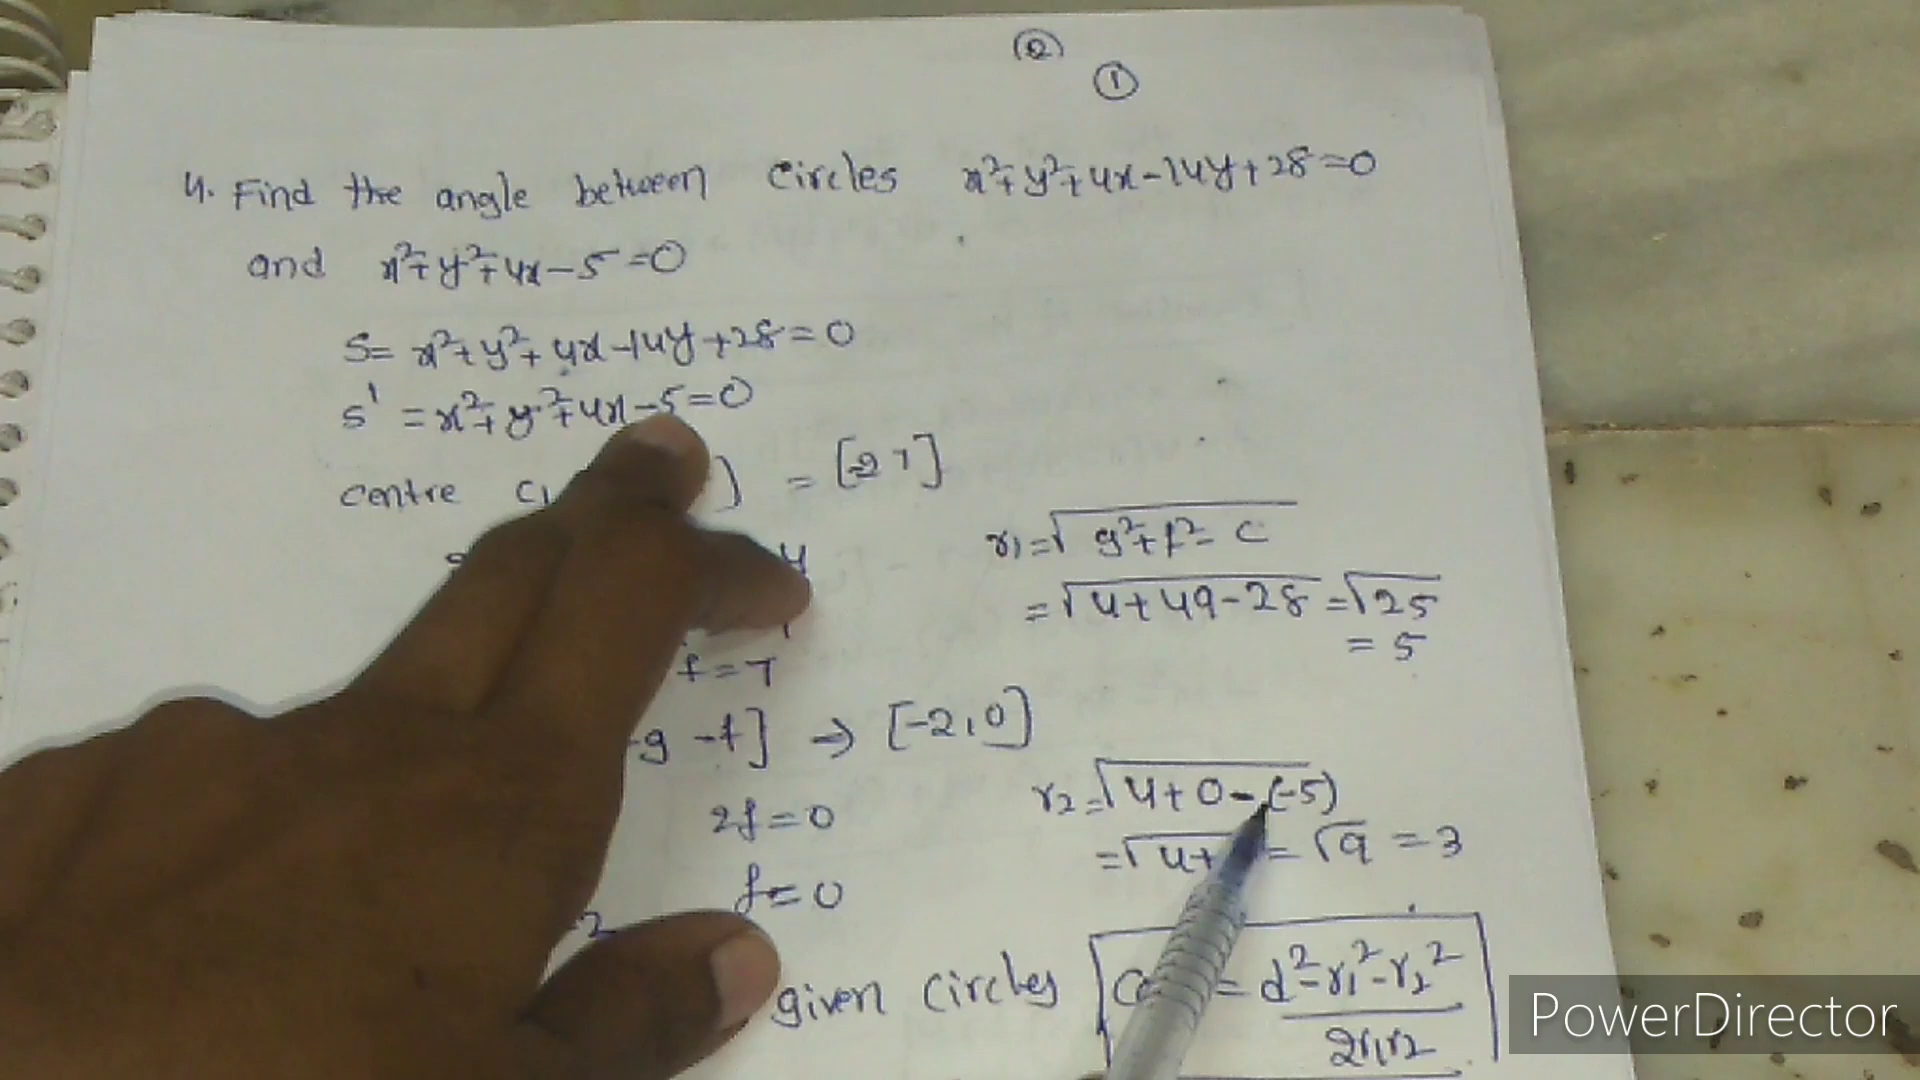 ②
①
4. Find the angle between circles x²+y²+4x-14y+28=0
and x²+y²+4x-5=0
S= x²+y²+4x-14y+28=0
S' = x²+y²+4x-5=0
centre C₁ ] = [-2 7]
r₁=√g²+f²-c
=√4+49-28 =√25
= 5
f=7
-g -f] → [-2,0]
r₂=√4+0-(-5)
2f=0
=√4+ = √9 = 3
f=0
2
given circles = d²-r₁²-r₂²
2r₁r₂
PowerDirector